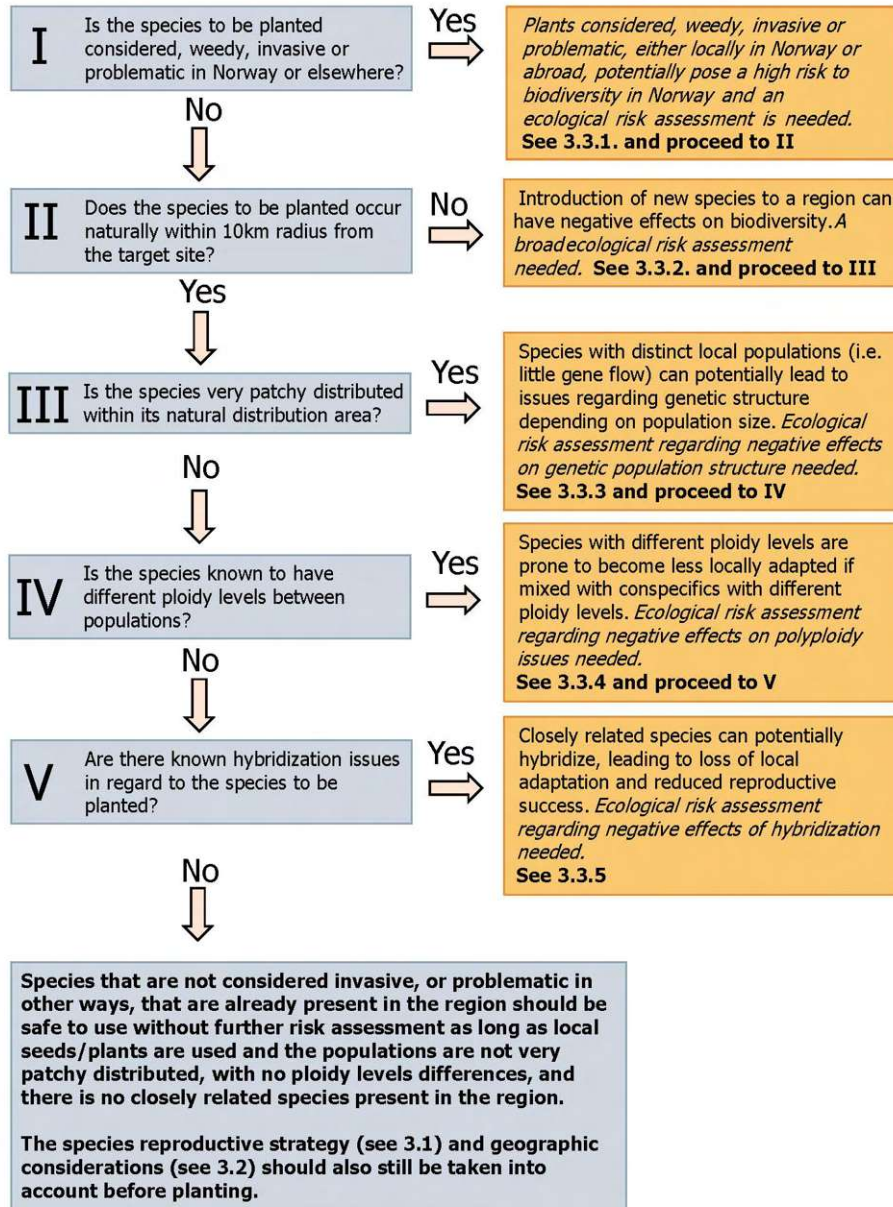 I
Is the species to be planted
considered, weedy, invasive or
problematic in Norway or elsewhere?
Yes
Plants considered, weedy, invasive or
problematic, either locally in Norway or
abroad, potentially pose a high risk to
biodiversity in Norway and an
ecological risk assessment is needed.
See 3.3.1. and proceed to II
No
II
Does the species to be planted occur
naturally within 10km radius from
the target site?
No
Introduction of new species to a region can
have negative effects on biodiversity. A
broad ecological risk assessment
needed. See 3.3.2. and proceed to III
Yes
III
Is the species very patchy distributed
within its natural distribution area?
Yes
Species with distinct local populations (i.e.
little gene flow) can potentially lead to
issues regarding genetic structure
depending on population size. Ecological
risk assessment regarding negative effects
on genetic population structure needed.
See 3.3.3 and proceed to IV
No
IV
Is the species known to have
different ploidy levels between
populations?
Yes
Species with different ploidy levels are
prone to become less locally adapted if
mixed with conspecifics with different
ploidy levels. Ecological risk assessment
regarding negative effects on polyploidy
issues needed.
See 3.3.4 and proceed to V
No
V
Are there known hybridization issues
in regard to the species to be
planted?
Yes
Closely related species can potentially
hybridize, leading to loss of local
adaptation and reduced reproductive
success. Ecological risk assessment
regarding negative effects of hybridization
needed.
See 3.3.5
No
Species that are not considered invasive, or problematic in
other ways, that are already present in the region should be
safe to use without further risk assessment as long as local
seeds/plants are used and the populations are not very
patchy distributed, with no ploidy levels differences, and
there is no closely related species present in the region.
The species reproductive strategy (see 3.1) and geographic
considerations (see 3.2) should also still be taken into
account before planting.